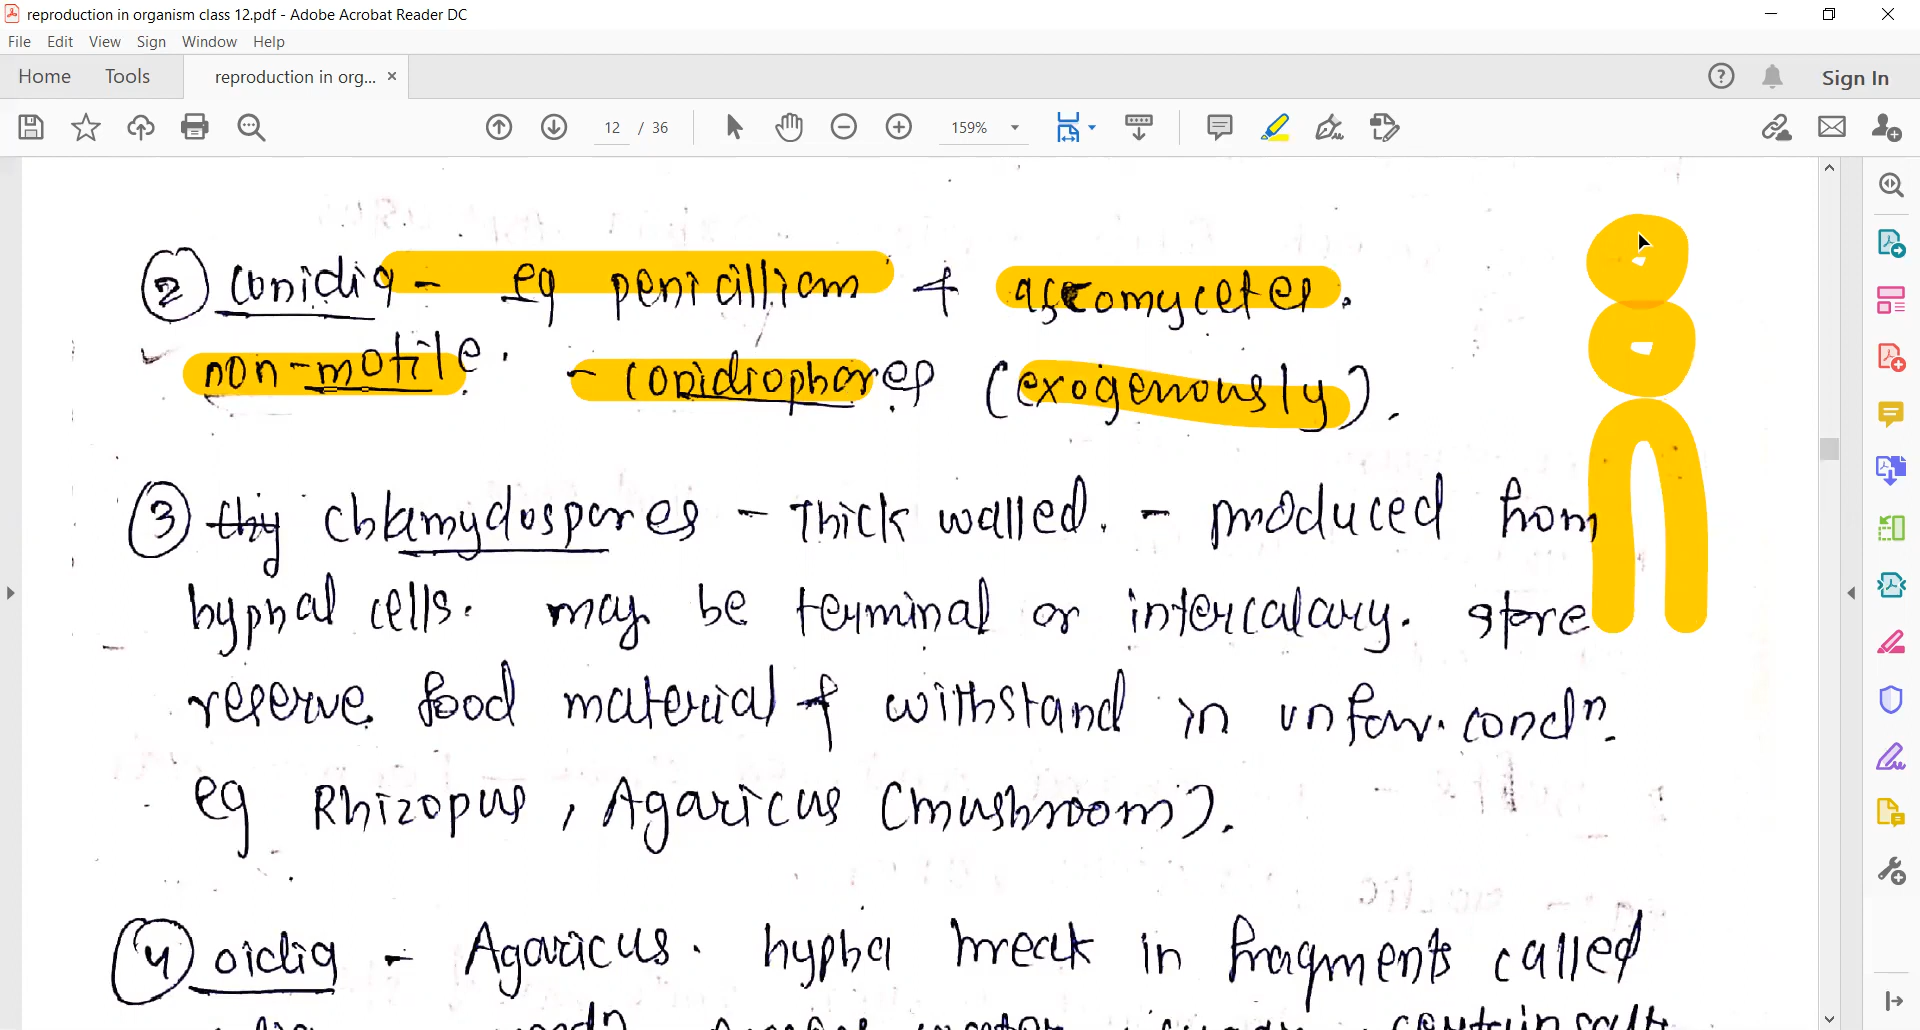 reproduction in organism class 12.pdf - Adobe Acrobat Reader DC
File Edit View Sign Window Help
Home Tools reproduction in org... × Sign In
12 / 36 159%
② conidia - eg penicilliam + ascomycetes.
non-motile. - conidiophores (exogenously).
③ thy chlamydospores - Thick walled. - produced from
hyphal cells. may be terminal or intercalary. store
reserve food material & withstand in unfav. condn.
eg Rhizopus, Agaricus (mushroom).
④ oidia - Agaricus. hypha break in fragments called